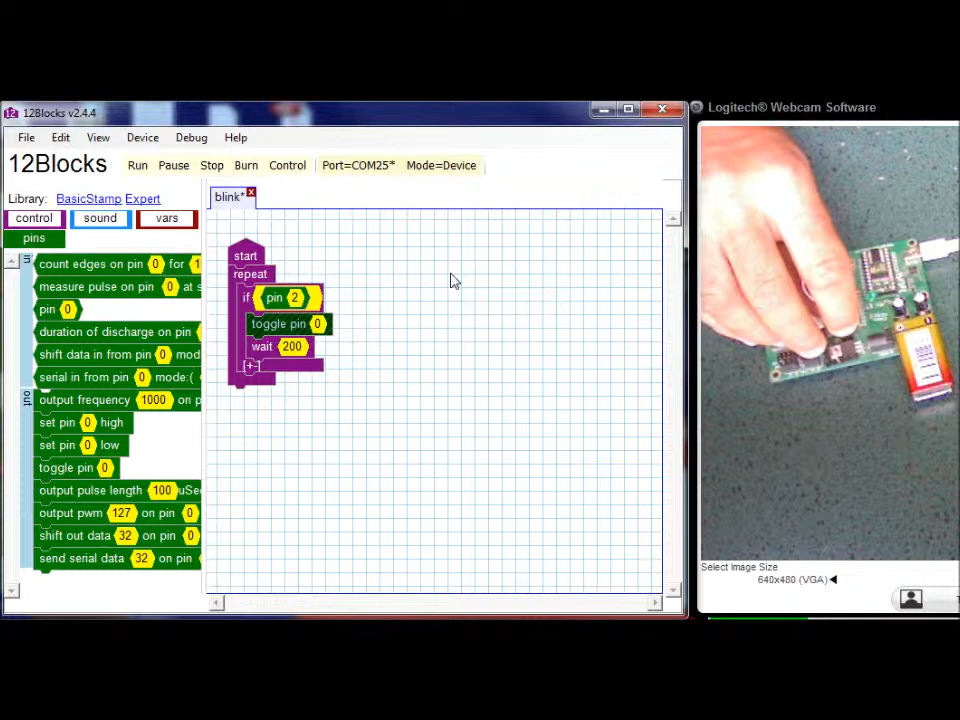 12 12Blocks v2.4.4
File Edit View Device Debug Help
12Blocks Run Pause Stop Burn Control Port=COM25* Mode=Device
Library: BasicStamp Expert
control sound vars
pins
in
count edges on pin 0 for 1
measure pulse on pin 0 at s
pin 0
duration of discharge on pin
shift data in from pin 0 mod
serial in from pin 0 mode:(
out
output frequency 1000 on p
set pin 0 high
set pin 0 low
toggle pin 0
output pulse length 100 uSe
output pwm 127 on pin 0
shift out data 32 on pin 0
send serial data 32 on pin
blink* x
start
repeat
if pin 2
toggle pin 0
wait 200
[+-]
Logitech® Webcam Software
Select Image Size
640x480 (VGA)